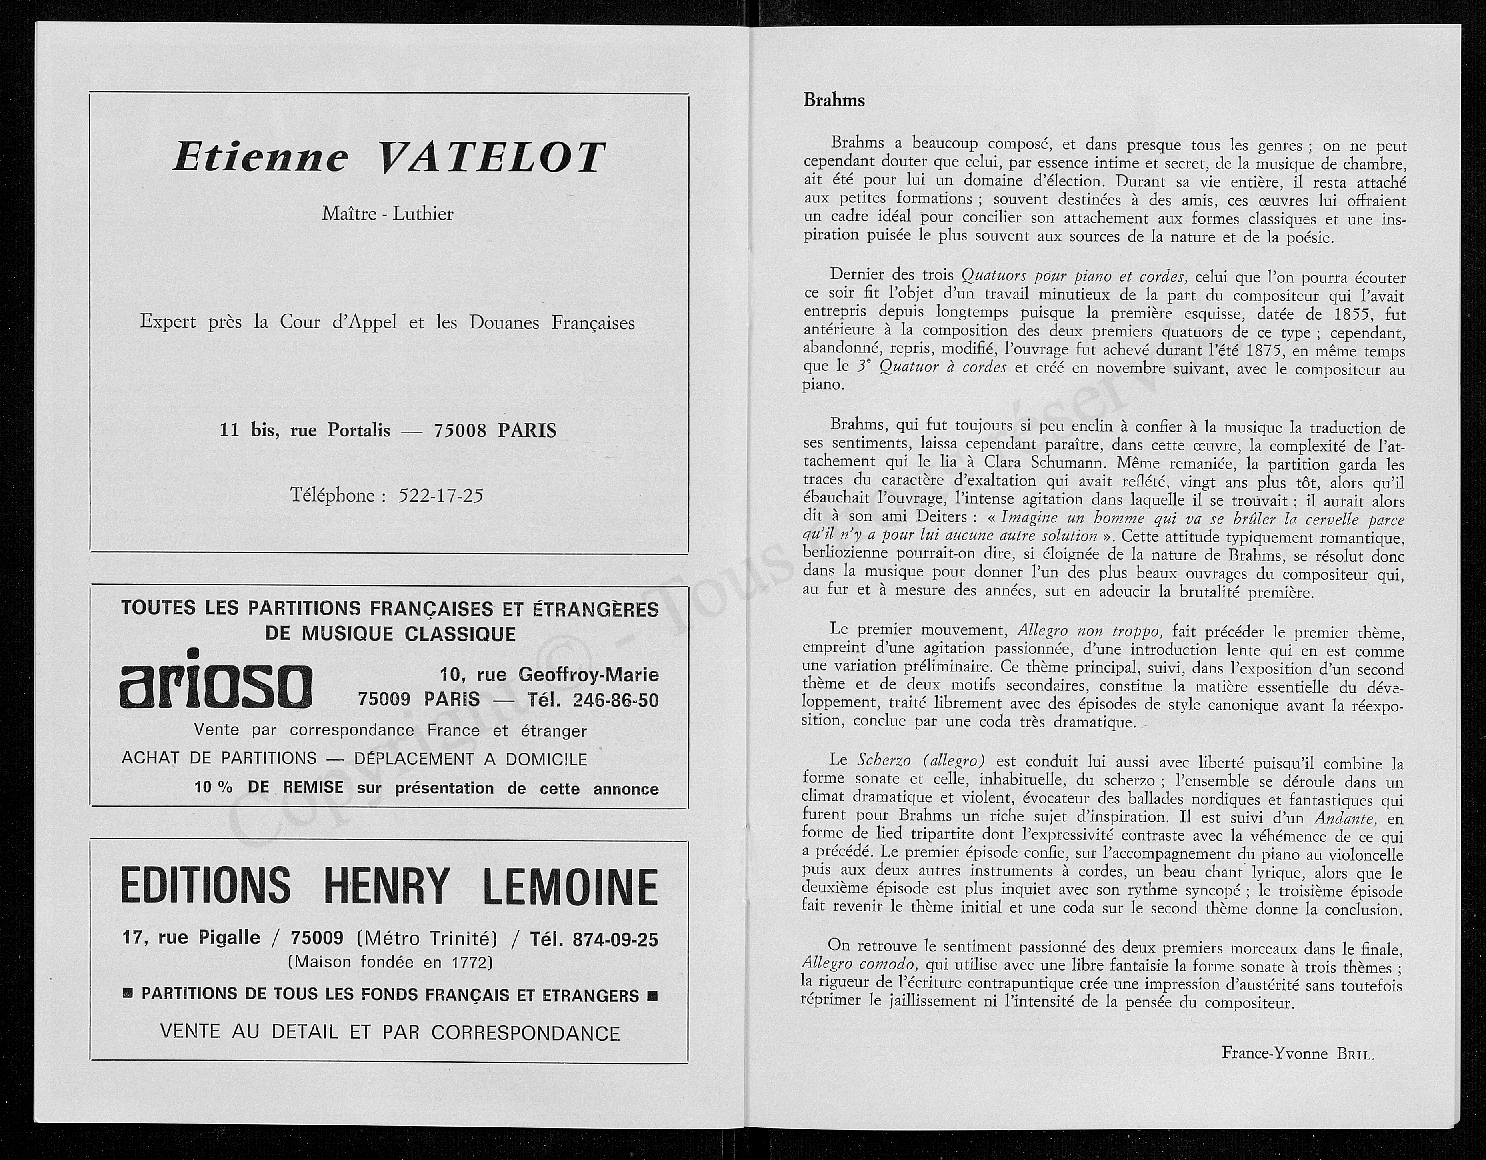 Etienne VATELOT
Maître - Luthier
Expert près la Cour d'Appel et les Douanes Françaises
11 bis, rue Portalis — 75008 PARIS
Téléphone : 522-17-25
TOUTES LES PARTITIONS FRANÇAISES ET ÉTRANGÈRES
DE MUSIQUE CLASSIQUE
arioso
10, rue Geoffroy-Marie
75009 PARIS — Tél. 246-86-50
Vente par correspondance France et étranger
ACHAT DE PARTITIONS — DÉPLACEMENT A DOMICILE
10 % DE REMISE sur présentation de cette annonce
EDITIONS HENRY LEMOINE
17, rue Pigalle / 75009 (Métro Trinité) / Tél. 874-09-25
(Maison fondée en 1772)
■ PARTITIONS DE TOUS LES FONDS FRANÇAIS ET ETRANGERS ■
VENTE AU DETAIL ET PAR CORRESPONDANCE
Brahms
Brahms a beaucoup composé, et dans presque tous les genres ; on ne peut
cependant douter que celui, par essence intime et secret, de la musique de chambre,
ait été pour lui un domaine d'élection. Durant sa vie entière, il resta attaché
aux petites formations ; souvent destinées à des amis, ces œuvres lui offraient
un cadre idéal pour concilier son attachement aux formes classiques et une ins-
piration puisée le plus souvent aux sources de la nature et de la poésie.
Dernier des trois Quatuors pour piano et cordes, celui que l'on pourra écouter
ce soir fit l'objet d'un travail minutieux de la part du compositeur qui l'avait
entrepris depuis longtemps puisque la première esquisse, datée de 1855, fut
antérieure à la composition des deux premiers quatuors de ce type ; cependant,
abandonné, repris, modifié, l'ouvrage fut achevé durant l'été 1875, en même temps
que le 3e Quatuor à cordes et créé en novembre suivant, avec le compositeur au
piano.
Brahms, qui fut toujours si peu enclin à confier à la musique la traduction de
ses sentiments, laissa cependant paraître, dans cette œuvre, la complexité de l'at-
tachement qui le lia à Clara Schumann. Même remaniée, la partition garda les
traces du caractère d'exaltation qui avait reflété, vingt ans plus tôt, alors qu'il
ébauchait l'ouvrage, l'intense agitation dans laquelle il se trouvait ; il aurait alors
dit à son ami Deiters : « Imagine un homme qui va se brûler la cervelle parce
qu'il n'y a pour lui aucune autre solution ». Cette attitude typiquement romantique,
berliozienne pourrait-on dire, si éloignée de la nature de Brahms, se résolut donc
dans la musique pour donner l'un des plus beaux ouvrages du compositeur qui,
au fur et à mesure des années, sut en adoucir la brutalité première.
Le premier mouvement, Allegro non troppo, fait précéder le premier thème,
empreint d'une agitation passionnée, d'une introduction lente qui en est comme
une variation préliminaire. Ce thème principal, suivi, dans l'exposition d'un second
thème et de deux motifs secondaires, constitue la matière essentielle du déve-
loppement, traité librement avec des épisodes de style canonique avant la réexpo-
sition, conclue par une coda très dramatique.
Le Scherzo (allegro) est conduit lui aussi avec liberté puisqu'il combine la
forme sonate et celle, inhabituelle, du scherzo ; l'ensemble se déroule dans un
climat dramatique et violent, évocateur des ballades nordiques et fantastiques qui
furent pour Brahms un riche sujet d'inspiration. Il est suivi d'un Andante, en
forme de lied tripartite dont l'expressivité contraste avec la véhémence de ce qui
a précédé. Le premier épisode confie, sur l'accompagnement du piano au violoncelle
puis aux deux autres instruments à cordes, un beau chant lyrique, alors que le
deuxième épisode est plus inquiet avec son rythme syncopé ; le troisième épisode
fait revenir le thème initial et une coda sur le second thème donne la conclusion.
On retrouve le sentiment passionné des deux premiers morceaux dans le finale,
Allegro comodo, qui utilise avec une libre fantaisie la forme sonate à trois thèmes ;
la rigueur de l'écriture contrapuntique crée une impression d'austérité sans toutefois
réprimer le jaillissement ni l'intensité de la pensée du compositeur.
France-Yvonne BRIL.
Copyright © - Tous droits réservés